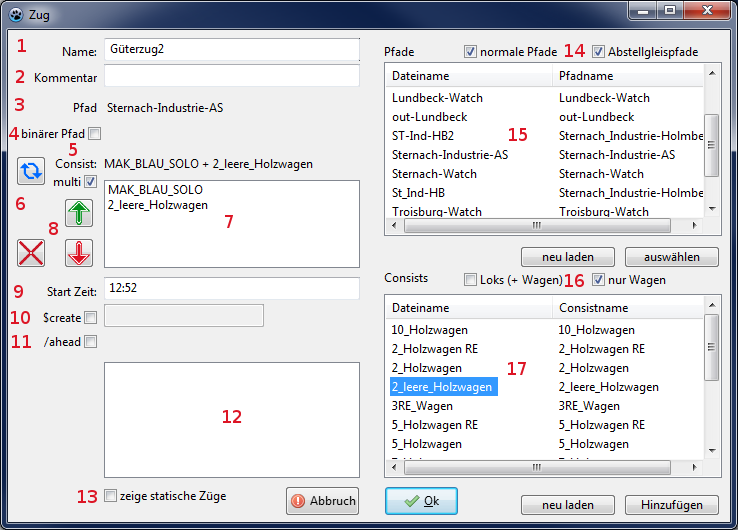 Zug
1 Name: Güterzug2
2 Kommentar
3 Pfad Sternach-Industrie-AS
4 binärer Pfad
5
Consist: MAK_BLAU_SOLO + 2_leere_Holzwagen
multi
6
MAK_BLAU_SOLO
2_leere_Holzwagen
7
8
9 Start Zeit: 12:52
10 $create
11 /ahead
12
13 zeige statische Züge
Abbruch
Ok
Pfade normale Pfade 14 Abstellgleispfade
Dateiname Pfadname
Lundbeck-Watch Lundbeck-Watch
out-Lundbeck out-Lundbeck
ST-Ind-HB2 Sternach_Industrie-Holmbe
15
Sternach-Industrie-AS Sternach_Industrie-AS
Sternach-Watch Sternach-Watch
St_Ind-HB Sternach_Industrie-Holmbe
Troisburg-Watch Troisburg-Watch
neu laden auswählen
Consists Loks (+ Wagen) 16 nur Wagen
Dateiname Consistname
10_Holzwagen 10_Holzwagen
2_Holzwagen RE 2_Holzwagen RE
2_Holzwagen 2_Holzwagen
17
2_leere_Holzwagen 2_leere_Holzwagen
3RE_Wagen 3RE_Wagen
5_Holzwagen RE 5_Holzwagen RE
5_Holzwagen 5_Holzwagen
neu laden Hinzufügen